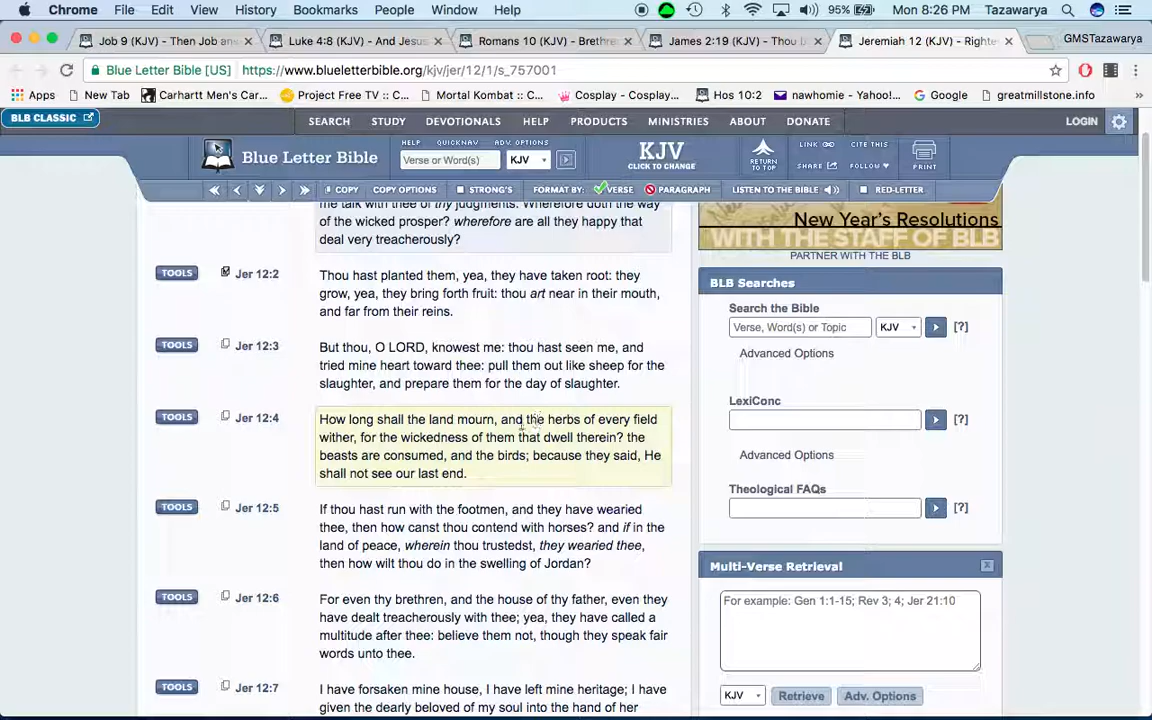 Chrome File Edit View History Bookmarks People Window Help 95% Mon 8:26 PM Tazawarya
Job 9 (KJV) - Then Job an Luke 4:8 (KJV) - And Jesus Romans 10 (KJV) - Brethre James 2:19 (KJV) - Thou b Jeremiah 12 (KJV) - Righte GMSTazawarya
Blue Letter Bible [US] https://www.blueletterbible.org/kjv/jer/12/1/s_757001
Apps New Tab Carhartt Men's Car... Project Free TV :: C... Mortal Kombat :: C... Cosplay - Cosplay... Hos 10:2 nawhomie - Yahoo!... Google greatmillstone.info »
BLB CLASSIC SEARCH STUDY DEVOTIONALS HELP PRODUCTS MINISTRIES ABOUT DONATE LOGIN
Blue Letter Bible
HELP QUICKNAV ADV. OPTIONS
Verse or Word(s) KJV
KJV
CLICK TO CHANGE
RETURN TO TOP
LINK CITE THIS
SHARE FOLLOW
PRINT
COPY COPY OPTIONS STRONG'S FORMAT BY: VERSE PARAGRAPH LISTEN TO THE BIBLE RED-LETTER
me talk with thee of thy judgments: Wherefore doth the way
of the wicked prosper? wherefore are all they happy that
deal very treacherously?
TOOLS Jer 12:2 Thou hast planted them, yea, they have taken root: they
grow, yea, they bring forth fruit: thou art near in their mouth,
and far from their reins.
TOOLS Jer 12:3 But thou, O LORD, knowest me: thou hast seen me, and
tried mine heart toward thee: pull them out like sheep for the
slaughter, and prepare them for the day of slaughter.
TOOLS Jer 12:4 How long shall the land mourn, and the herbs of every field
wither, for the wickedness of them that dwell therein? the
beasts are consumed, and the birds; because they said, He
shall not see our last end.
TOOLS Jer 12:5 If thou hast run with the footmen, and they have wearied
thee, then how canst thou contend with horses? and if in the
land of peace, wherein thou trustedst, they wearied thee,
then how wilt thou do in the swelling of Jordan?
TOOLS Jer 12:6 For even thy brethren, and the house of thy father, even they
have dealt treacherously with thee; yea, they have called a
multitude after thee: believe them not, though they speak fair
words unto thee.
TOOLS Jer 12:7 I have forsaken mine house, I have left mine heritage; I have
given the dearly beloved of my soul into the hand of her
New Year's Resolutions
WITH THE STAFF OF BLB
PARTNER WITH THE BLB
BLB Searches
Search the Bible
Verse, Word(s) or Topic KJV [?]
Advanced Options
LexiConc
[?]
Advanced Options
Theological FAQs
[?]
Multi-Verse Retrieval x
For example: Gen 1:1-15; Rev 3; 4; Jer 21:10
KJV Retrieve Adv. Options